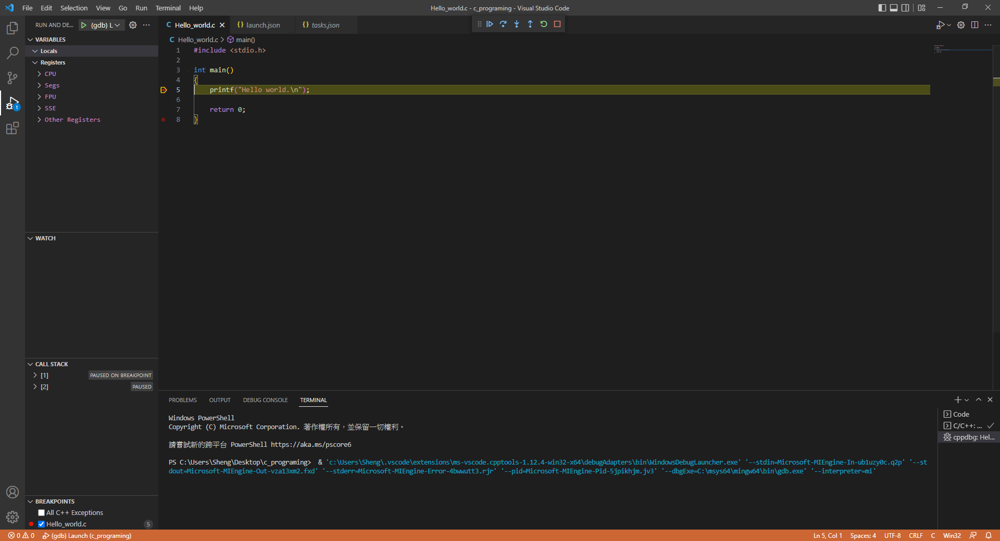 File Edit Selection View Go Run Terminal Help
Hello_world.c - c_programing - Visual Studio Code
RUN AND DE... (gdb) L
Hello_world.c launch.json tasks.json
VARIABLES
Locals
Registers
CPU
Segs
FPU
SSE
Other Registers
1
WATCH
CALL STACK
[1] PAUSED ON BREAKPOINT
[2] PAUSED
BREAKPOINTS
All C++ Exceptions
Hello_world.c 5
C Hello_world.c > main()
1 #include <stdio.h>
2
3 int main()
4 {
5 printf("Hello world.\n");
6
7 return 0;
8 }
PROBLEMS OUTPUT DEBUG CONSOLE TERMINAL
Windows PowerShell
Copyright (C) Microsoft Corporation. 著作權所有，並保留一切權利。
請嘗試新的跨平台 PowerShell https://aka.ms/pscore6
PS C:\Users\Sheng\Desktop\c_programing>  & 'c:\Users\Sheng\.vscode\extensions\ms-vscode.cpptools-1.12.4-win32-x64\debugAdapters\bin\WindowsDebugLauncher.exe' '--stdin=Microsoft-MIEngine-In-ub1uzy0c.q2p' '--st
dout=Microsoft-MIEngine-Out-vza13xm2.fxd' '--stderr=Microsoft-MIEngine-Error-4bwwutt3.rjr' '--pid=Microsoft-MIEngine-Pid-5jpikhjm.jv3' '--dbgExe=C:\msys64\mingw64\bin\gdb.exe' '--interpreter=mi'
Code
C/C++: ...
cppdbg: Hel...
0 0 (gdb) Launch (c_programing)
Ln 5, Col 1 Spaces: 4 UTF-8 CRLF C Win32